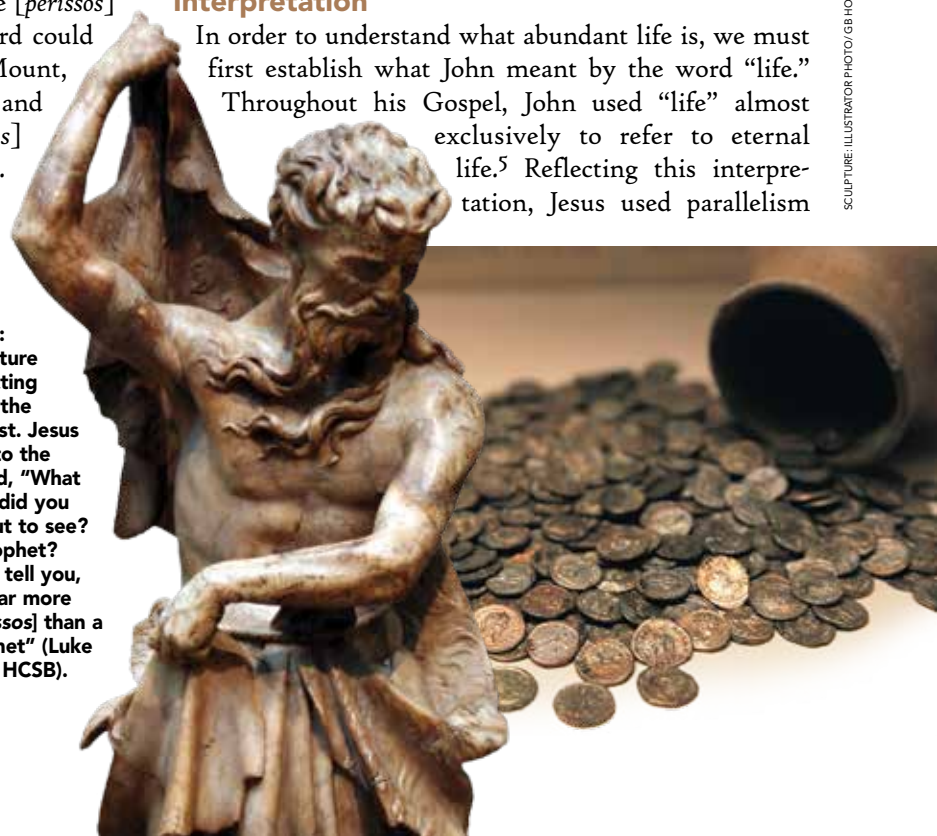 [perissos]
could
Mount,
and
s]
.
Interpretation
In order to understand what abundant life is, we must
first establish what John meant by the word “life.”
Throughout his Gospel, John used “life” almost
exclusively to refer to eternal
life.5 Reflecting this interpre-
tation, Jesus used parallelism
SCULPTURE: ILLUSTRATOR PHOTO/ G B HO
:
ture
ting
the
st. Jesus
to the
d, “What
did you
ut to see?
ophet?
tell you,
ar more
ssos] than a
het” (Luke
HCSB).